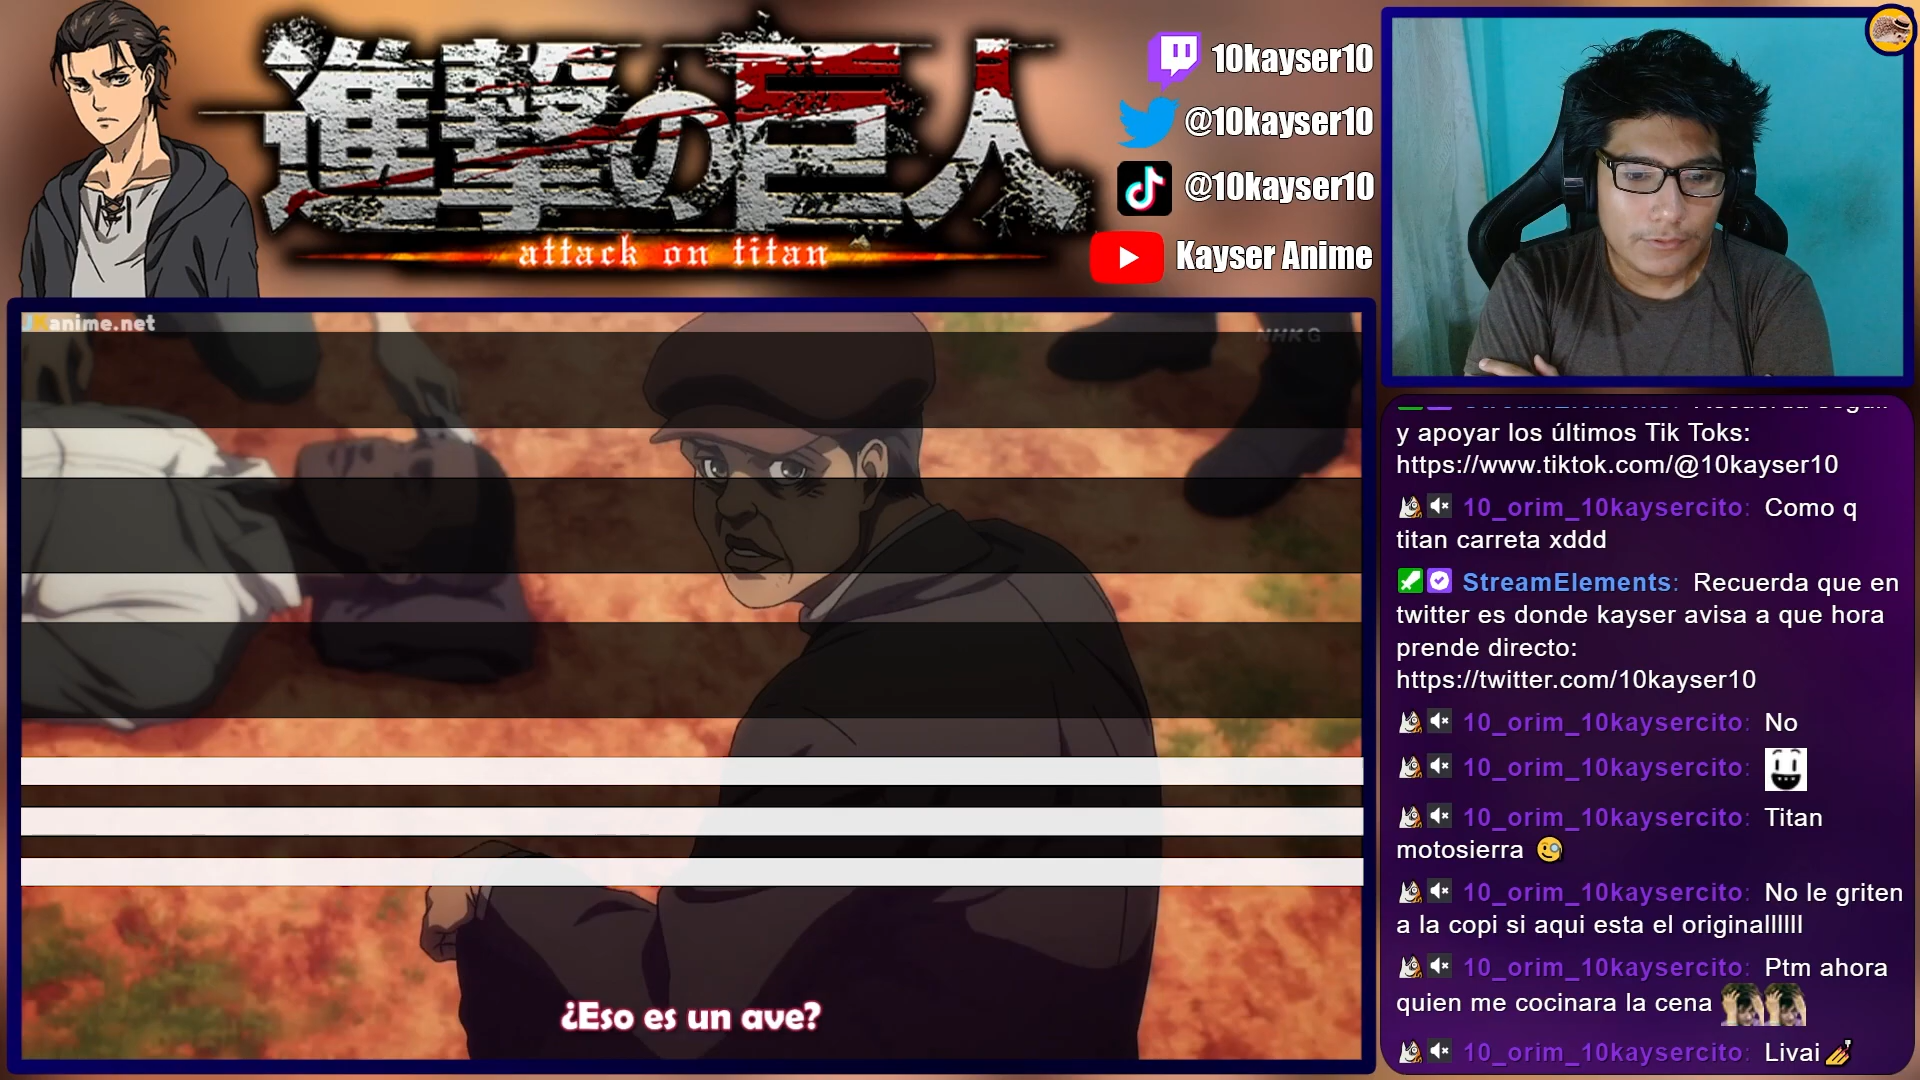 進撃の巨人
attack on titan
10kayser10
@10kayser10
@10kayser10
Kayser Anime
JKanime.net
NHK G
¿Eso es un ave?
y apoyar los últimos Tik Toks:
https://www.tiktok.com/@10kayser10
10_orim_10kaysercito: Como q
titan carreta xddd
StreamElements: Recuerda que en
twitter es donde kayser avisa a que hora
prende directo:
https://twitter.com/10kayser10
10_orim_10kaysercito: No
10_orim_10kaysercito:
10_orim_10kaysercito: Titan
motosierra 🧐
10_orim_10kaysercito: No le griten
a la copi si aqui esta el originallllll
10_orim_10kaysercito: Ptm ahora
quien me cocinara la cena
10_orim_10kaysercito: Livai